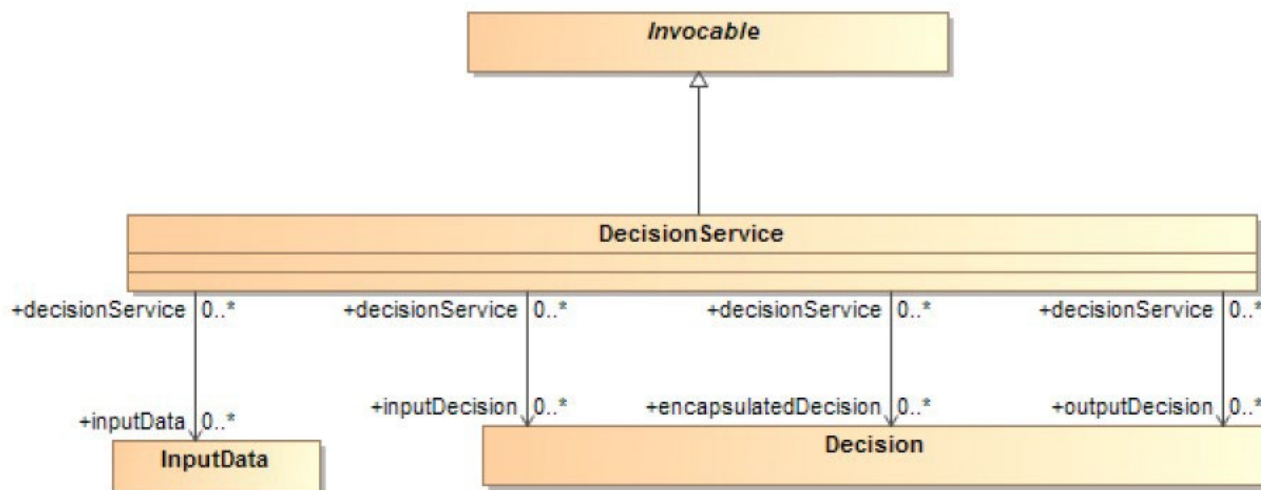 Invocable
DecisionService
+decisionService 0..* +decisionService 0..* +decisionService 0..* +decisionService 0..*
+inputData 0..* +inputDecision 0..* +encapsulatedDecision 0..* +outputDecision 0..*
InputData Decision